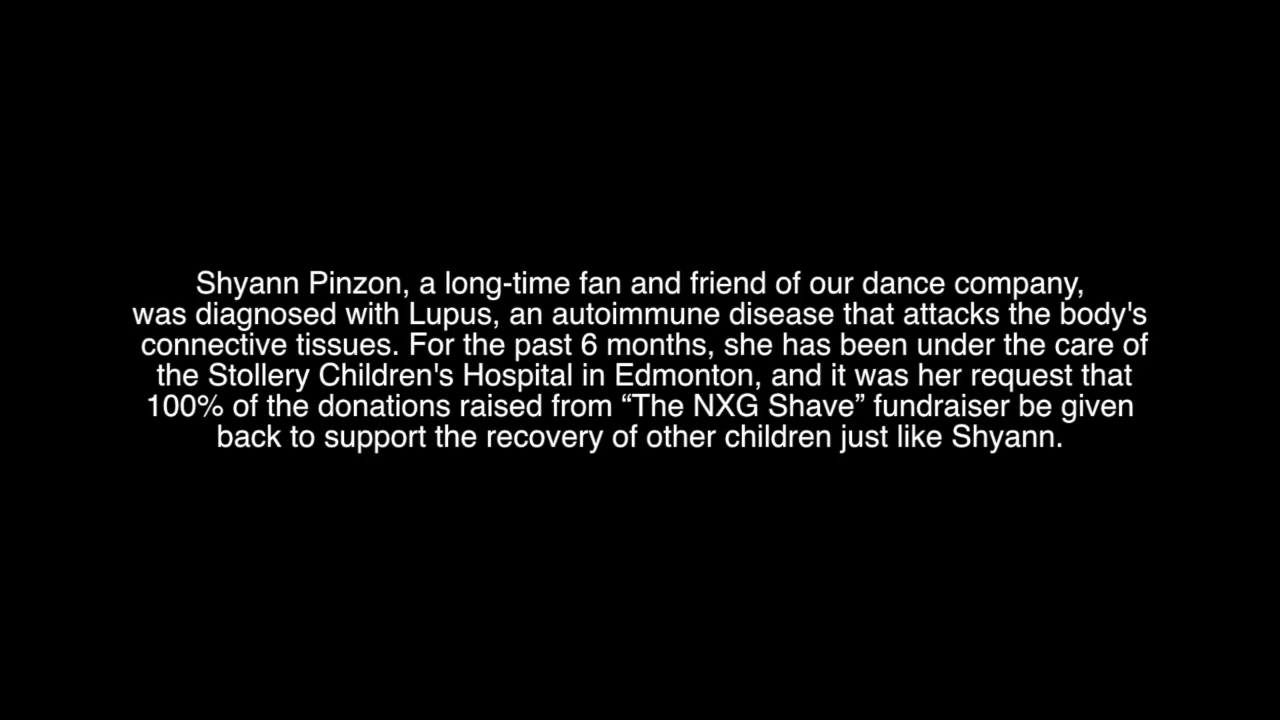 Shyann Pinzon, a long-time fan and friend of our dance company,
was diagnosed with Lupus, an autoimmune disease that attacks the body's
connective tissues. For the past 6 months, she has been under the care of
the Stollery Children's Hospital in Edmonton, and it was her request that
100% of the donations raised from “The NXG Shave” fundraiser be given
back to support the recovery of other children just like Shyann.